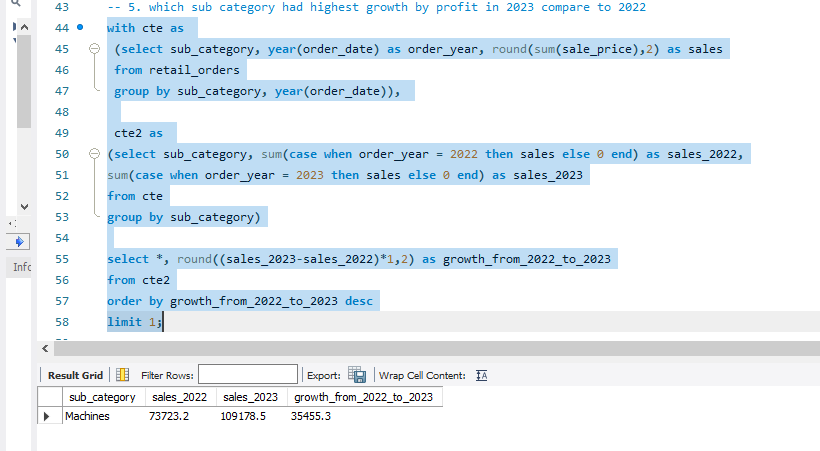 43 -- 5. which sub category had highest growth by profit in 2023 compare to 2022
44 with cte as
45 (select sub_category, year(order_date) as order_year, round(sum(sale_price),2) as sales
46 from retail_orders
47 group by sub_category, year(order_date)),
48
49 cte2 as
50 (select sub_category, sum(case when order_year = 2022 then sales else 0 end) as sales_2022,
51 sum(case when order_year = 2023 then sales else 0 end) as sales_2023
52 from cte
53 group by sub_category)
54
55 select *, round((sales_2023-sales_2022)*1,2) as growth_from_2022_to_2023
56 from cte2
57 order by growth_from_2022_to_2023 desc
58 limit 1;
Info
Result Grid Filter Rows: Export: Wrap Cell Content:
sub_category sales_2022 sales_2023 growth_from_2022_to_2023
Machines 73723.2 109178.5 35455.3